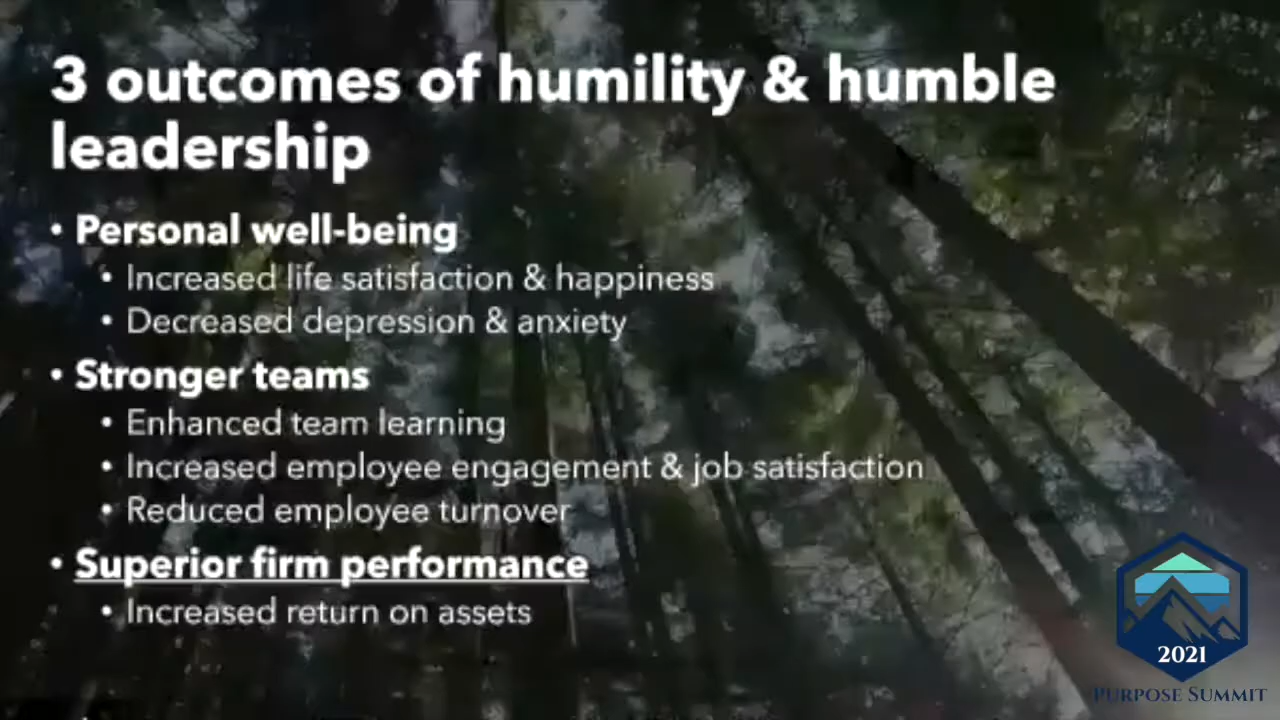 3 outcomes of humility & humble
leadership
• Personal well-being
• Increased life satisfaction & happiness
• Decreased depression & anxiety
• Stronger teams
• Enhanced team learning
• Increased employee engagement & job satisfaction
• Reduced employee turnover
• Superior firm performance
• Increased return on assets
2021
PURPOSE SUMMIT